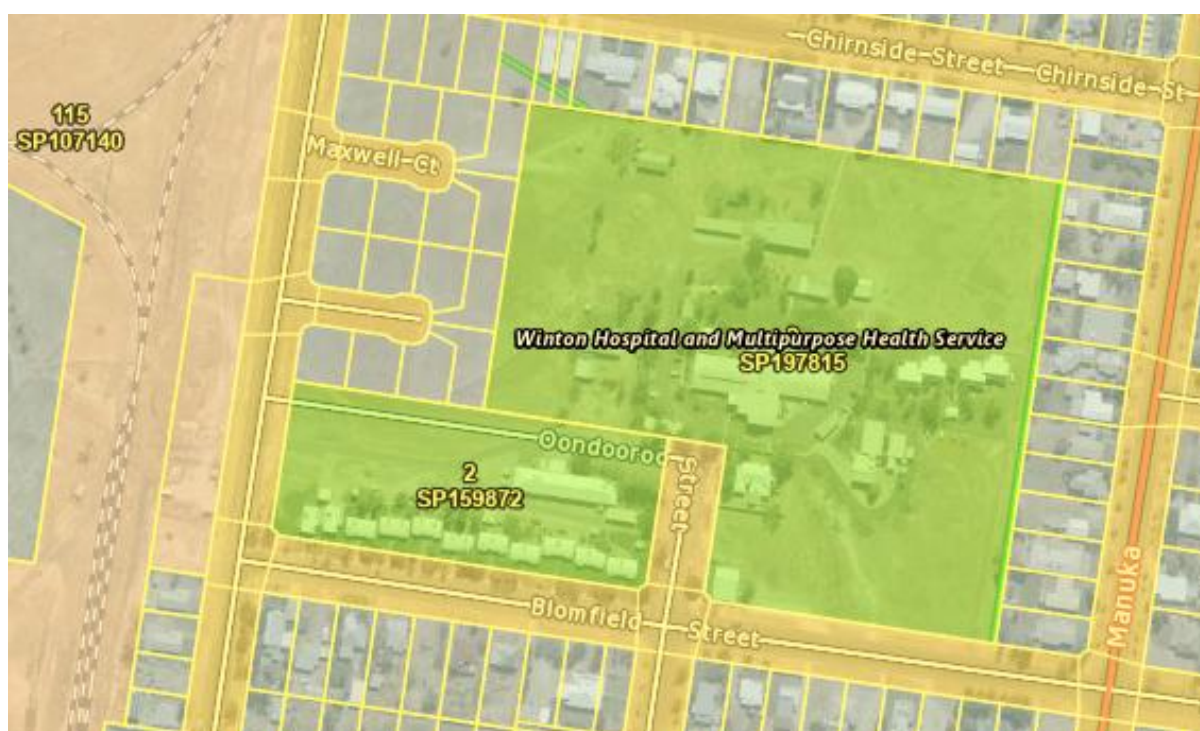 Chirnside Street Chirnside St
115
SP107140
Maxwell Ct
Winton Hospital and Multipurpose Health Service
SP197815
Oondooroo
Street
2
SP159872
Blomfield Street
Manuka